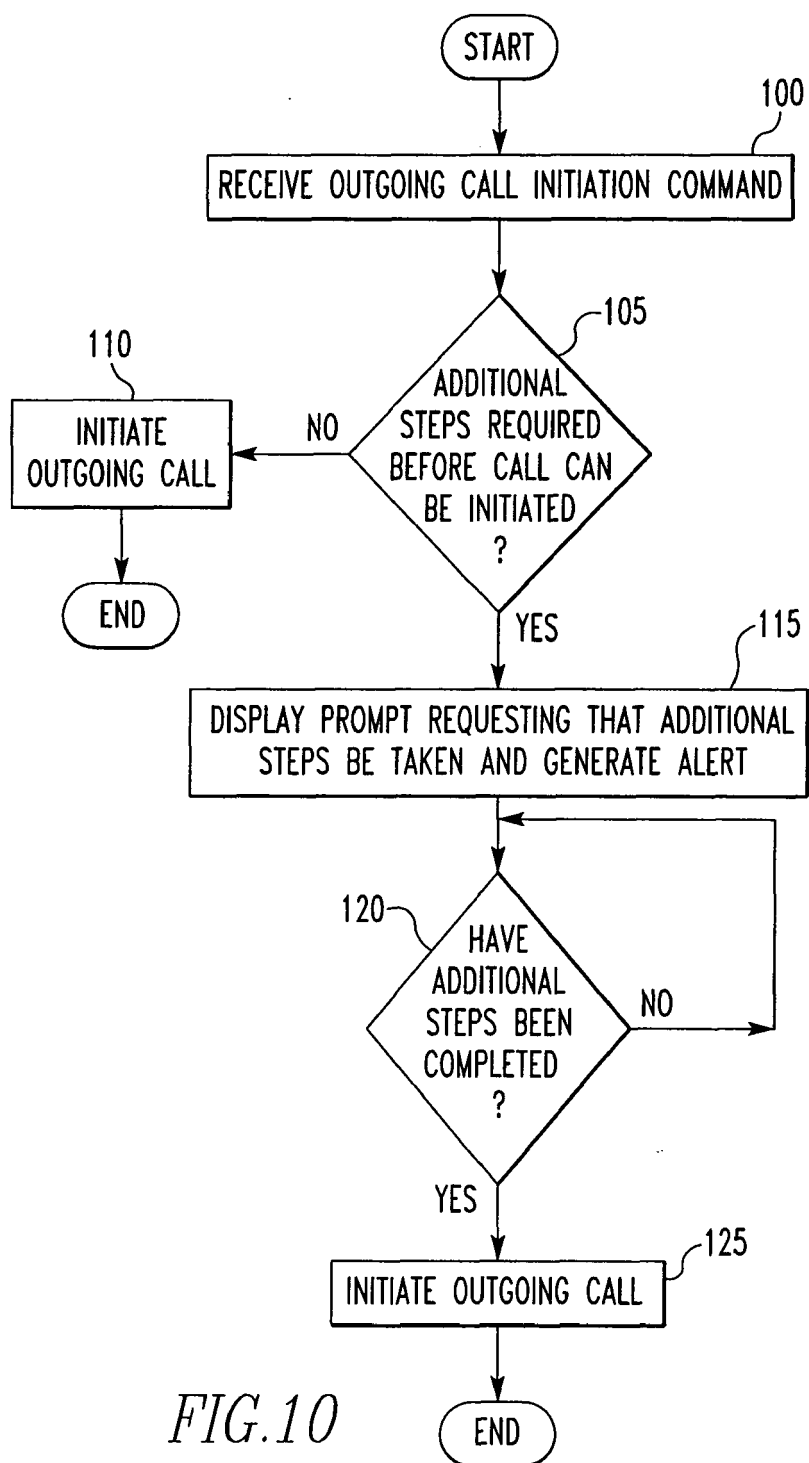 START
100
RECEIVE OUTGOING CALL INITIATION COMMAND
105
ADDITIONAL
STEPS REQUIRED
BEFORE CALL CAN
BE INITIATED
?
NO
110
INITIATE
OUTGOING CALL
END
YES
115
DISPLAY PROMPT REQUESTING THAT ADDITIONAL
STEPS BE TAKEN AND GENERATE ALERT
120
HAVE
ADDITIONAL
STEPS BEEN
COMPLETED
?
NO
YES
125
INITIATE OUTGOING CALL
END
FIG.10